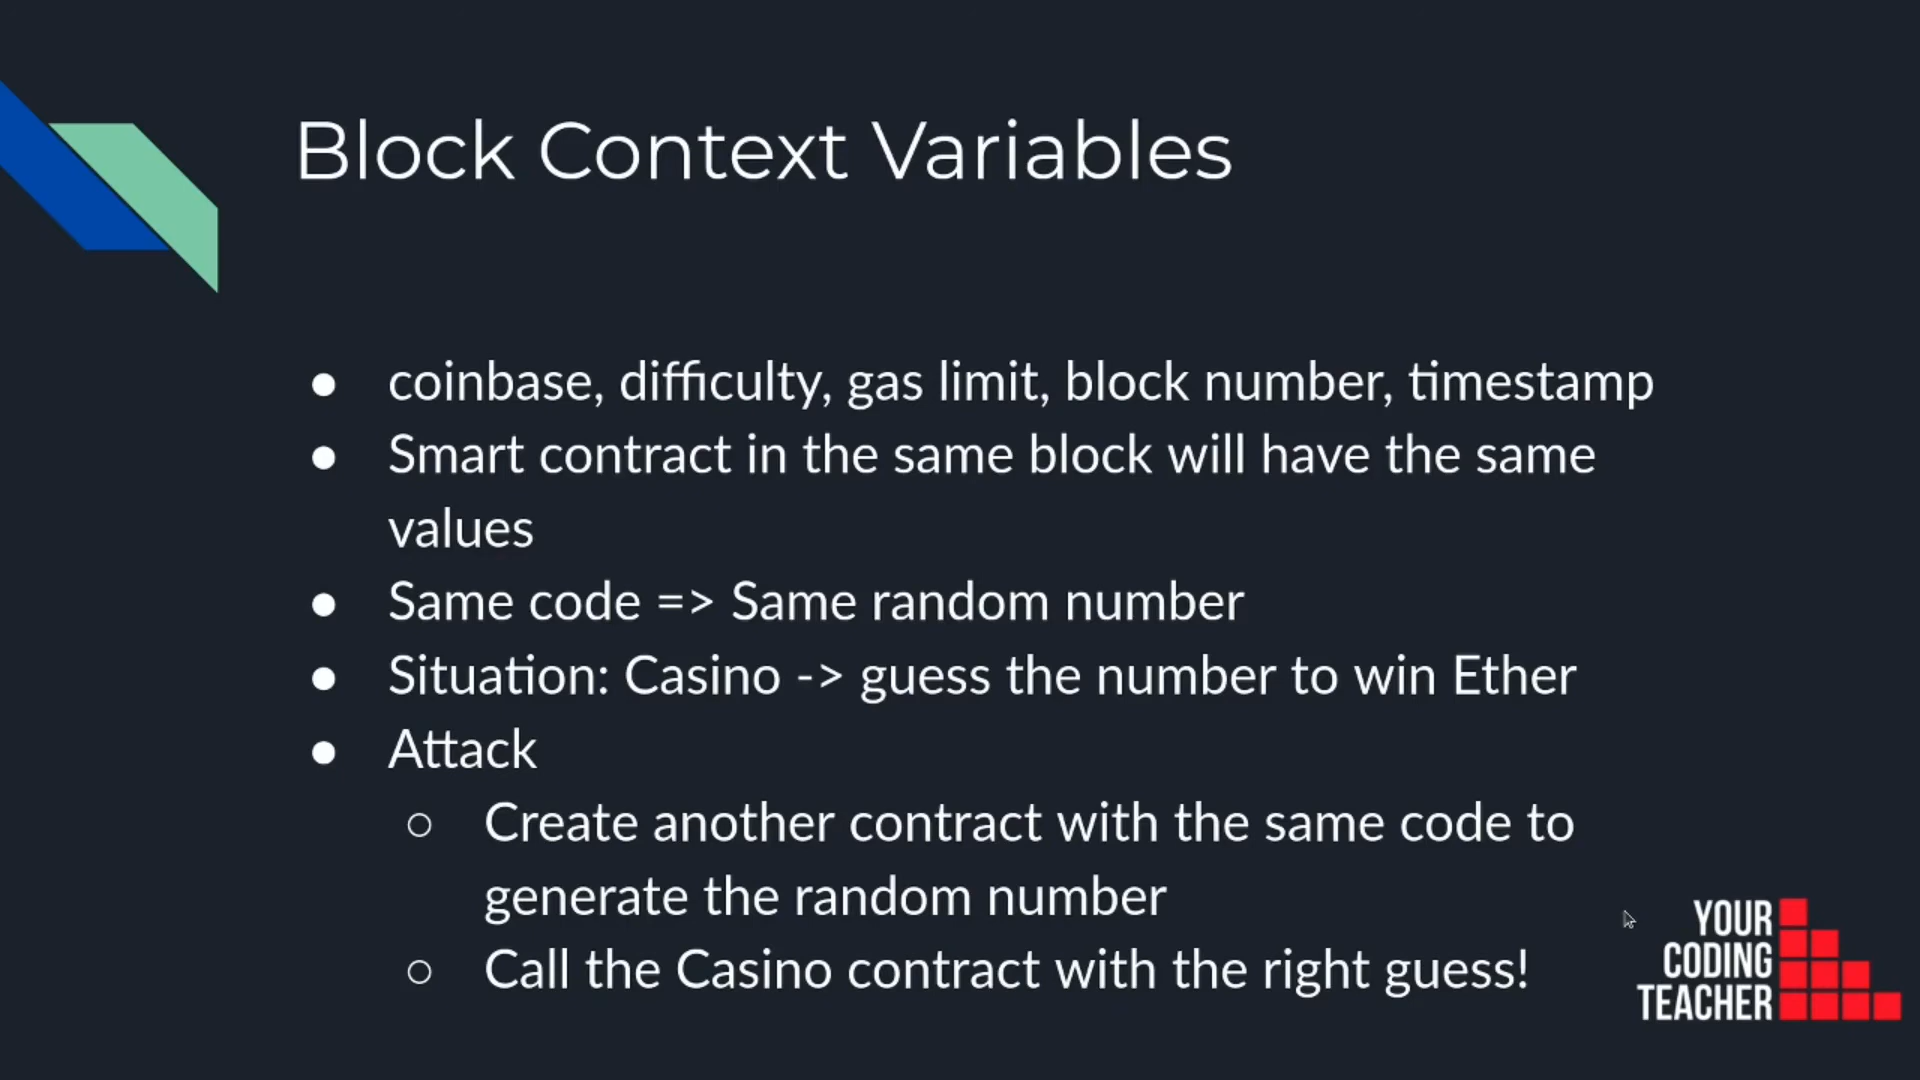 Block Context Variables
● coinbase, difficulty, gas limit, block number, timestamp
● Smart contract in the same block will have the same
values
● Same code => Same random number
● Situation: Casino -> guess the number to win Ether
● Attack
○ Create another contract with the same code to
generate the random number
○ Call the Casino contract with the right guess!
YOUR
CODING
TEACHER